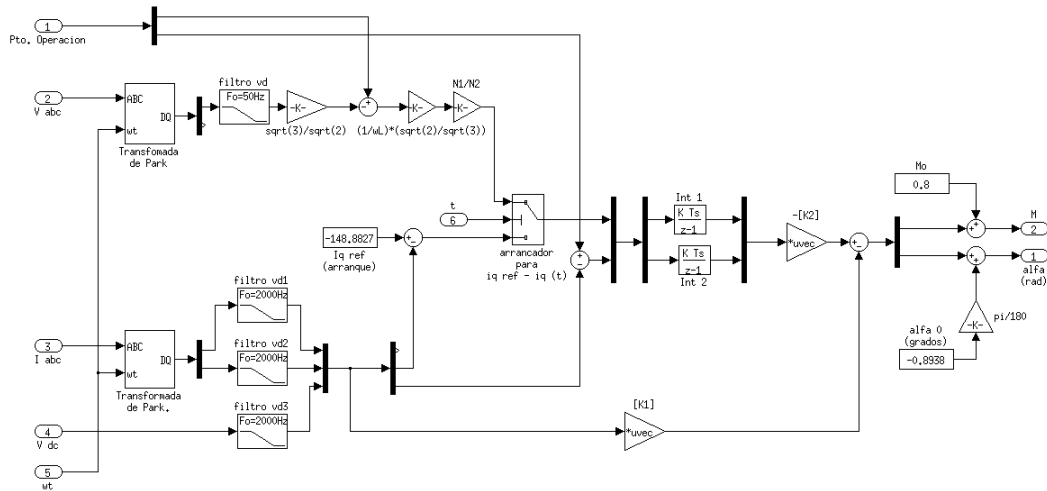 1
Pto. Operacion
2
V abc
ABC
DQ
wt
Transfomada
de Park
filtro vd
Fo=50Hz
-K-
sqrt(3)/sqrt(2)
-+
-K-
(1/wL)*(sqrt(2)/sqrt(3))
N1/N2
-K-
t
6
-148.8827
Iq ref
(arranque)
+-
arrancador
para
iq ref - iq (t)
+
-
Int 1
K Ts
z-1
K Ts
z-1
Int 2
-[K2]
*uvec
+-
Mo
0.8
+
+
M
2
++
1
alfa
(rad)
pi/180
-K-
alfa 0
(grados)
-0.8938
3
I abc
ABC
DQ
wt
Transformada
de Park.
filtro vd1
Fo=2000Hz
filtro vd2
Fo=2000Hz
filtro vd3
Fo=2000Hz
4
V dc
5
wt
[K1]
*uvec